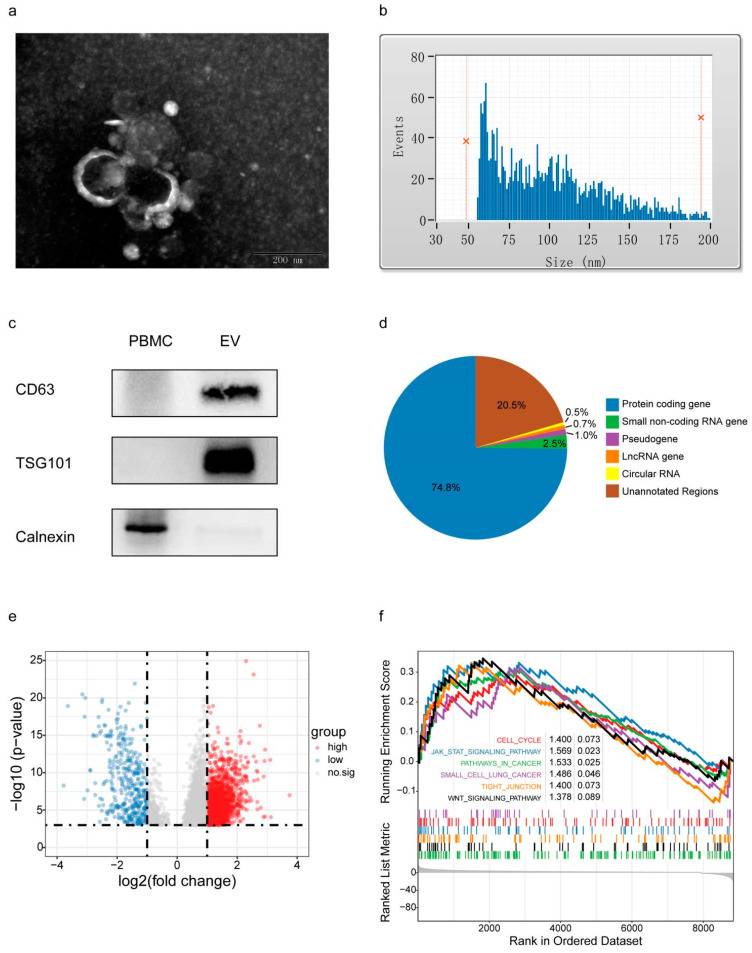 a
200 nm
b
80
60
40
20
0
Events
30
50
75
100
125
150
175
200
Size (nm)
c
PBMC EV
CD63
TSG101
Calnexin
d
20.5%
0.5%
0.7%
1.0%
2.5%
74.8%
Protein coding gene
Small non-coding RNA gene
Pseudogene
LncRNA gene
Circular RNA
Unannotated Regions
e
25
20
15
10
5
0
−log10 (p−value)
−4 −2 0 2 4
log2(fold change)
group
high
low
no.sig
f
0.3
0.2
0.1
0.0
−0.1
Running Enrichment Score
CELL_CYCLE 1.400 0.073
JAK_STAT_SIGNALING_PATHWAY 1.569 0.023
PATHWAYS_IN_CANCER 1.533 0.025
SMALL_CELL_LUNG_CANCER 1.486 0.046
TIGHT_JUNCTION 1.400 0.073
WNT_SIGNALING_PATHWAY 1.378 0.089
Ranked List Metric
0
−40
−80
2000 4000 6000 8000
Rank in Ordered Dataset